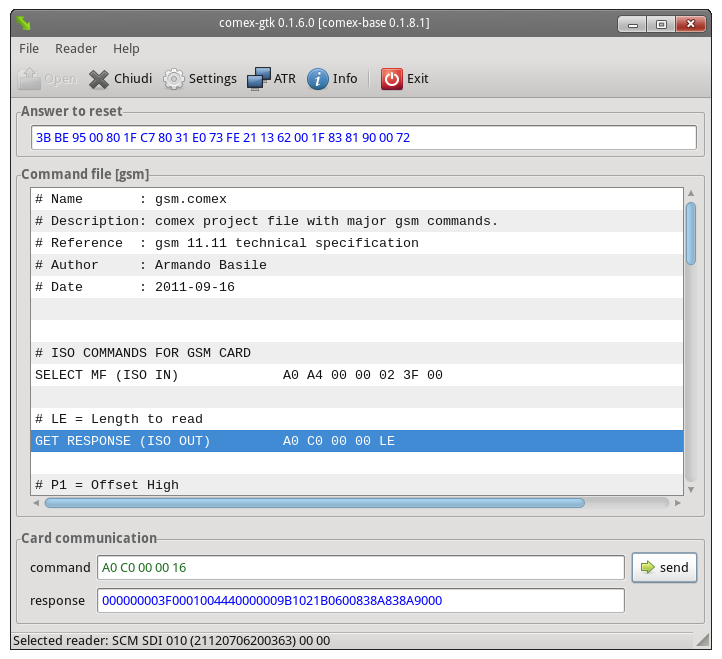 comex-gtk 0.1.6.0 [comex-base 0.1.8.1]
File Reader Help
Open Chiudi Settings ATR Info Exit
Answer to reset
3B BE 95 00 80 1F C7 80 31 E0 73 FE 21 13 62 00 1F 83 81 90 00 72
Command file [gsm]
# Name       : gsm.comex
# Description: comex project file with major gsm commands.
# Reference  : gsm 11.11 technical specification
# Author     : Armando Basile
# Date       : 2011-09-16
# ISO COMMANDS FOR GSM CARD
SELECT MF (ISO IN)             A0 A4 00 00 02 3F 00
# LE = Length to read
GET RESPONSE (ISO OUT)         A0 C0 00 00 LE
# P1 = Offset High
Card communication
command A0 C0 00 00 16 send
response 000000003F0001004440000009B1021B0600838A838A9000
Selected reader: SCM SDI 010 (21120706200363) 00 00